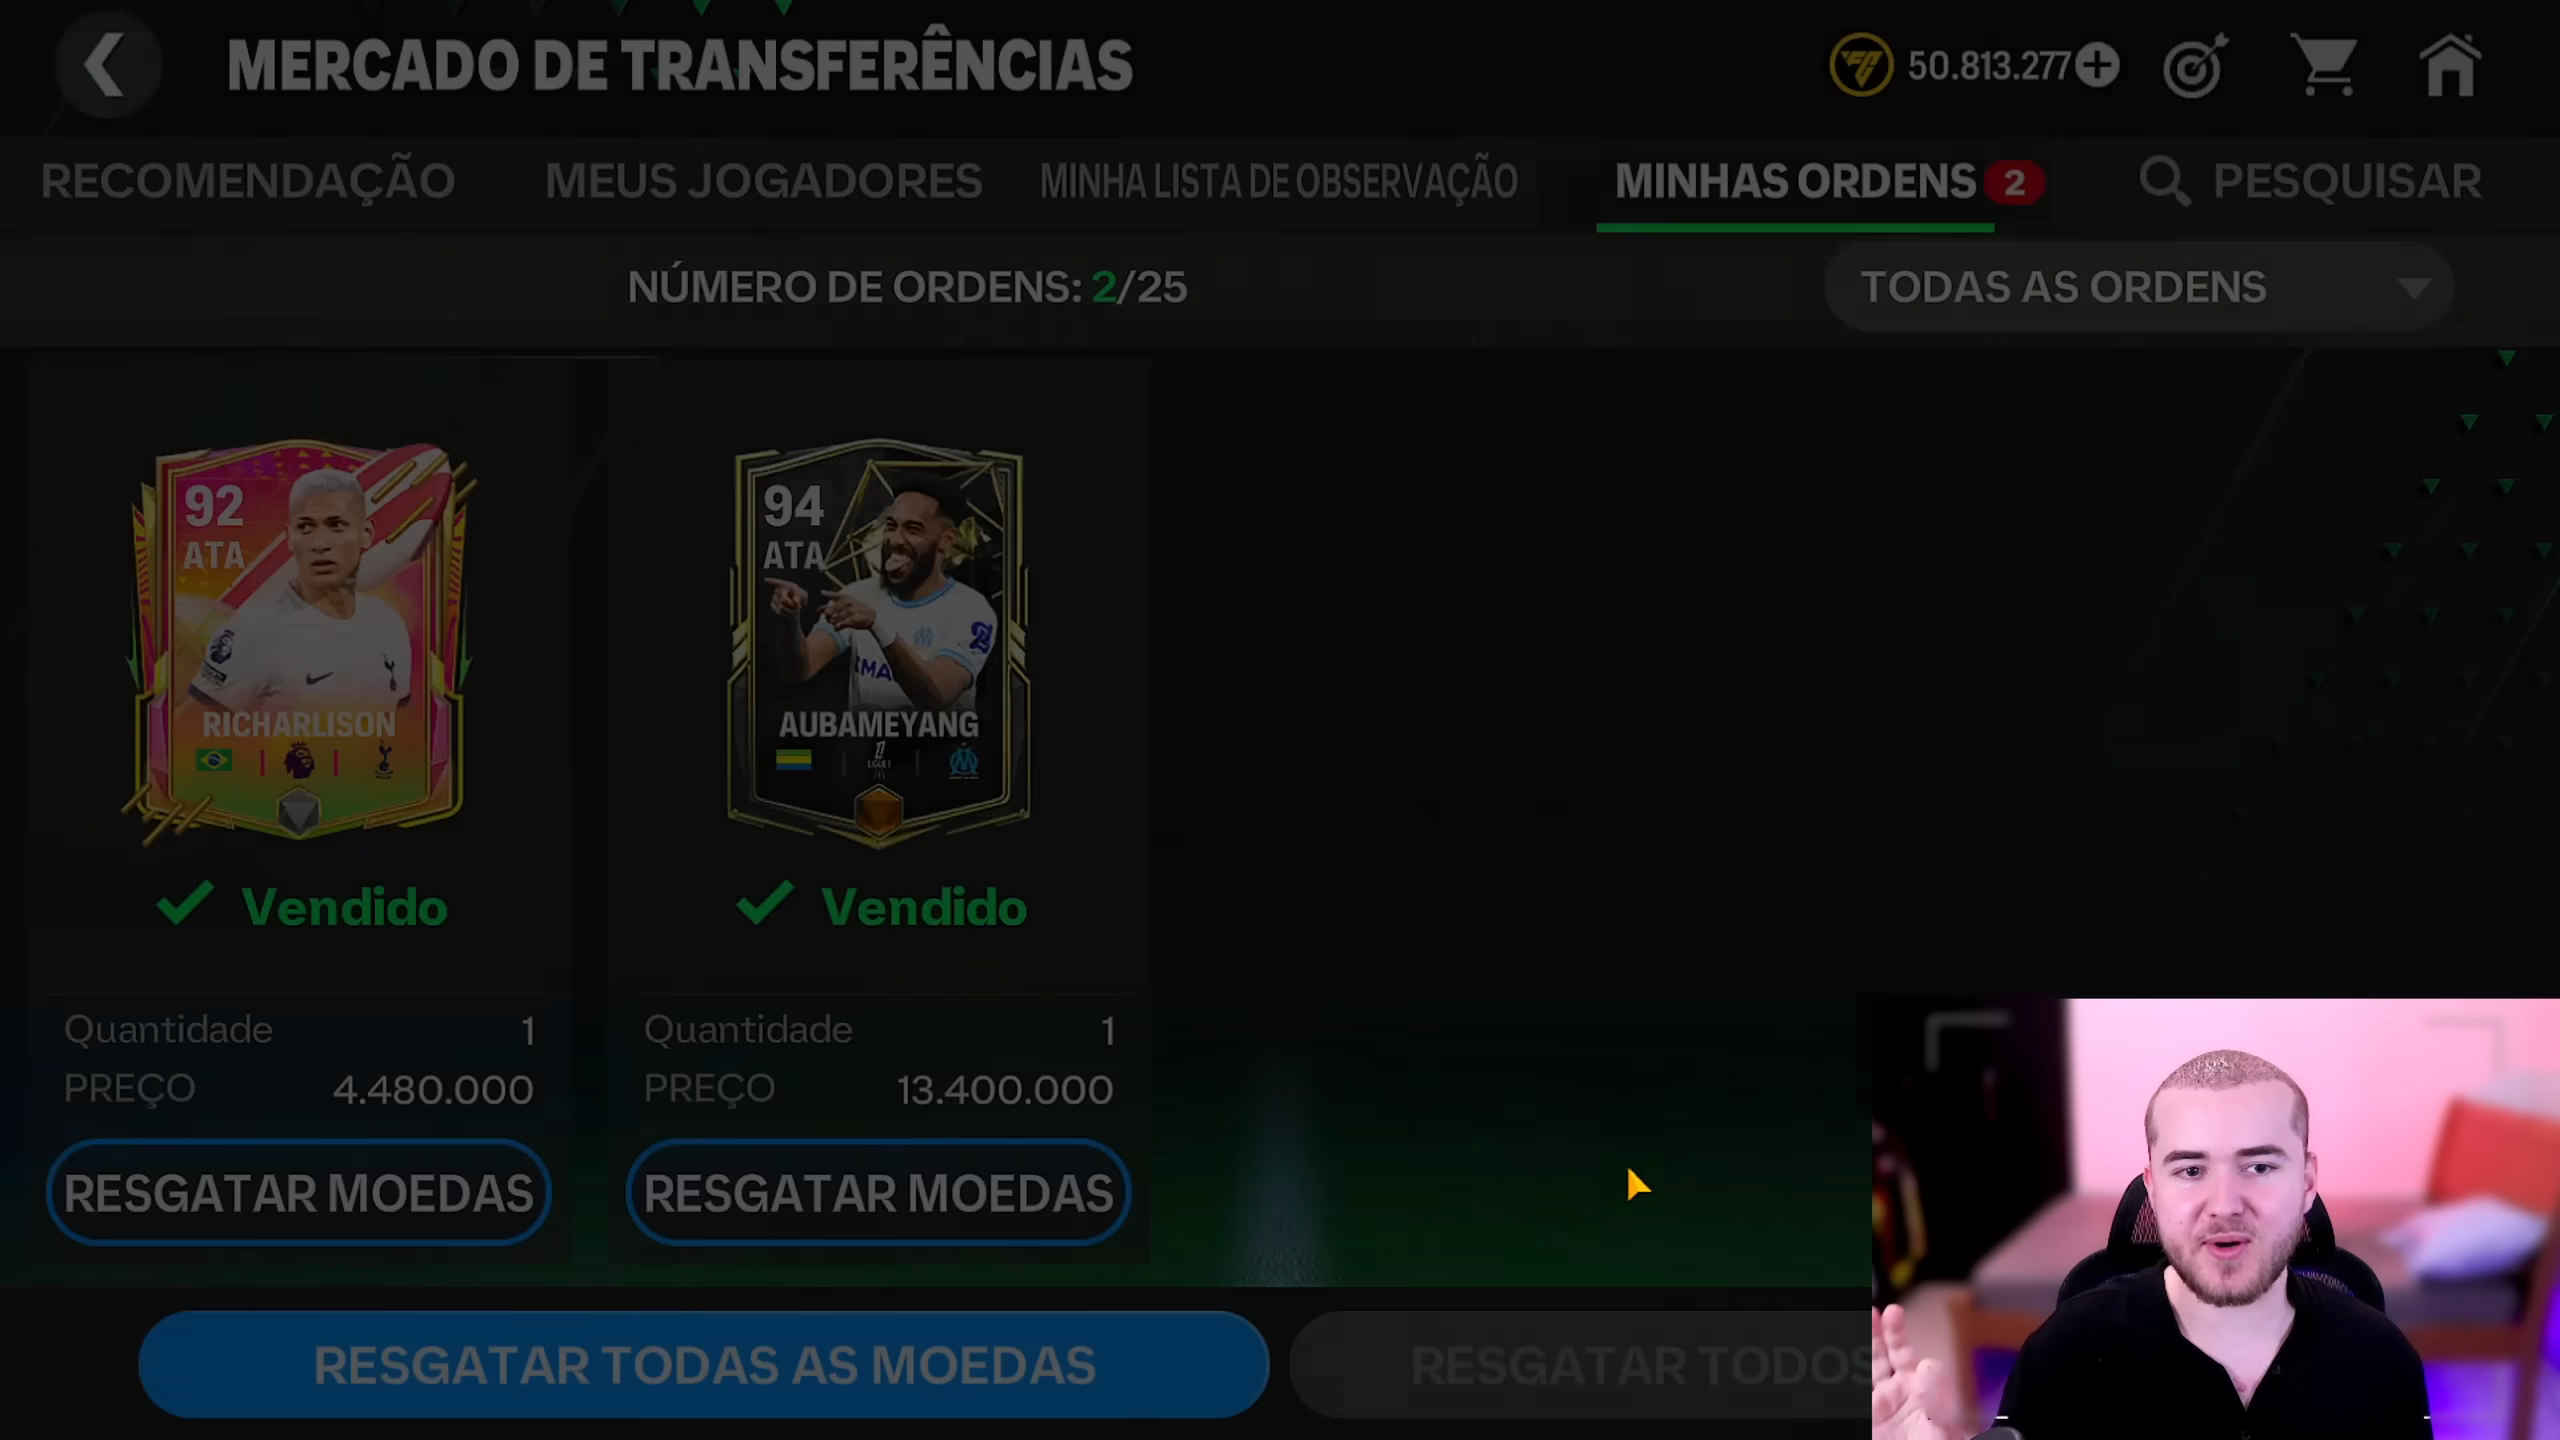 MERCADO DE TRANSFERÊNCIAS
50.813.277
RECOMENDAÇÃO
MEUS JOGADORES
MINHA LISTA DE OBSERVAÇÃO
MINHAS ORDENS 2
PESQUISAR
NÚMERO DE ORDENS: 2/25
TODAS AS ORDENS
92
ATA
RICHARLISON
94
ATA
AUBAMEYANG
Vendido
Vendido
Quantidade 1
PREÇO 4.480.000
Quantidade 1
PREÇO 13.400.000
RESGATAR MOEDAS
RESGATAR MOEDAS
RESGATAR TODAS AS MOEDAS
RESGATAR TODOS